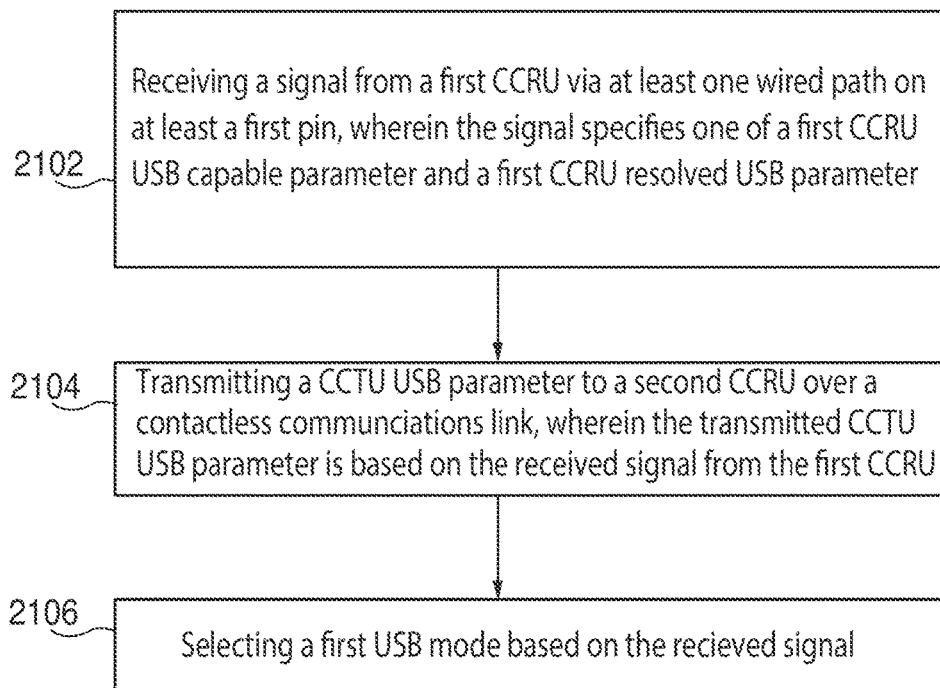 Receiving a signal from a first CCRU via at least one wired path on
at least a first pin, wherein the signal specifies one of a first CCRU
USB capable parameter and a first CCRU resolved USB parameter
2102
2104
Transmitting a CCTU USB parameter to a second CCRU over a
contactless communciations link, wherein the transmitted CCTU
USB parameter is based on the received signal from the first CCRU
2106
Selecting a first USB mode based on the recieved signal